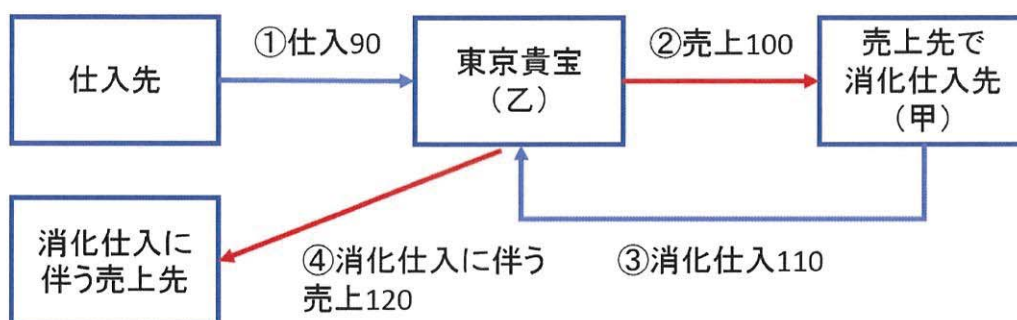 仕入先
①仕入90
東京貴宝
（乙）
②売上100
売上先で
消化仕入先
（甲）
消化仕入に
伴う売上先
④消化仕入に伴う
売上120
③消化仕入110